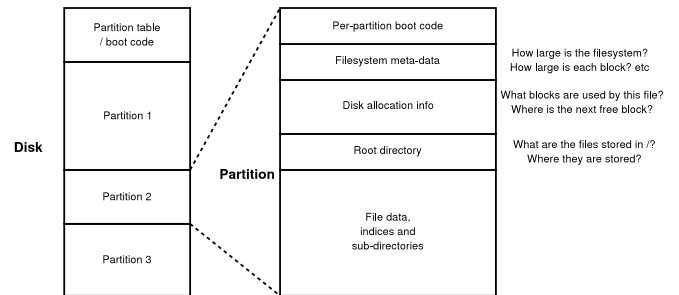 Partition table
/ boot code
Partition 1
Disk
Partition 2
Partition 3
Partition
Per-partition boot code
Filesystem meta-data
Disk allocation info
Root directory
File data,
indices and
sub-directories
How large is the filesystem?
How large is each block? etc
What blocks are used by this file?
Where is the next free block?
What are the files stored in /?
Where they are stored?